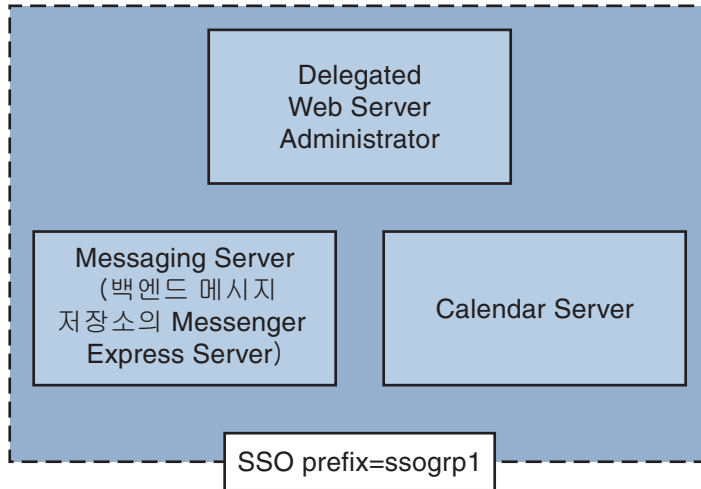 Delegated
Web Server
Administrator
Messaging Server
(백엔드 메시지
저장소의 Messenger
Express Server)
Calendar Server
SSO prefix=ssogrp1